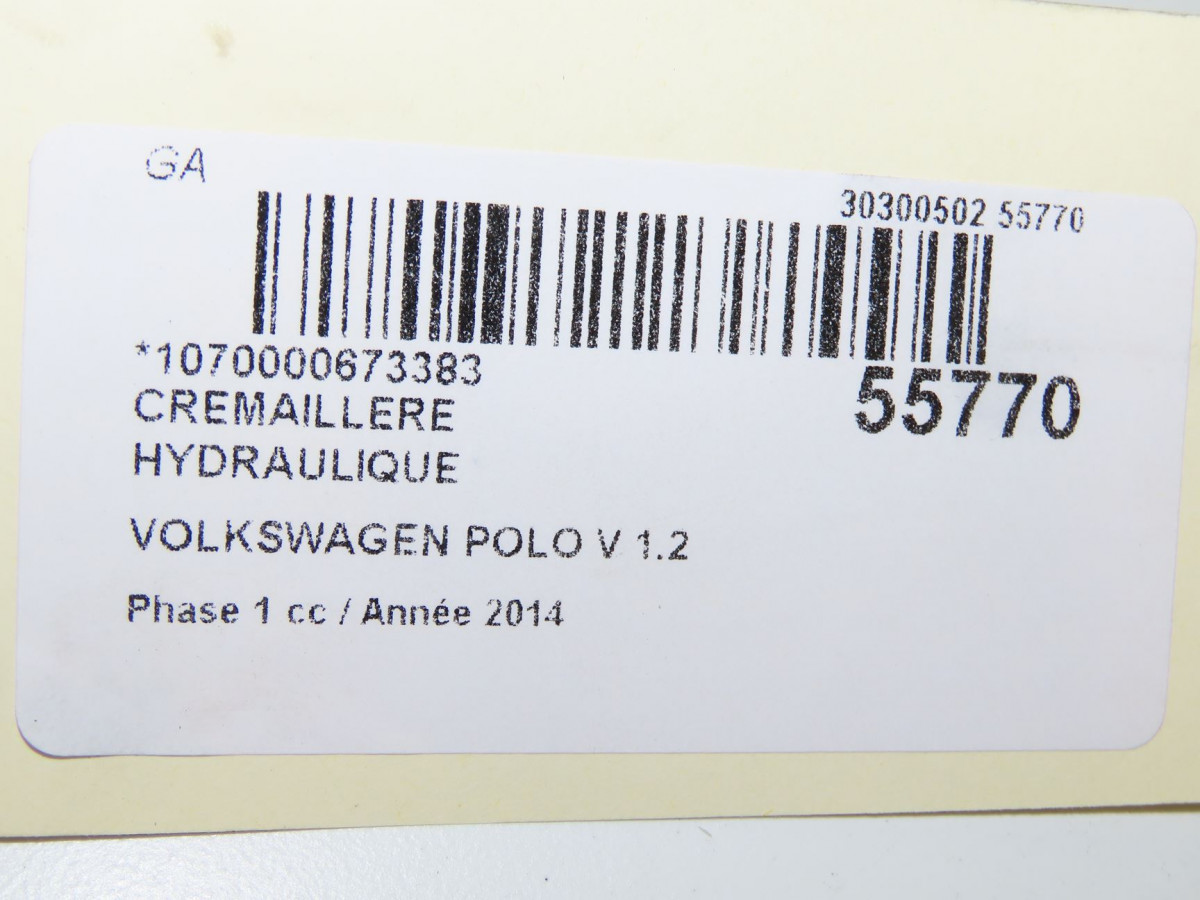 GA
30300502 55770
*1070000673383
55770
CREMAILLERE
HYDRAULIQUE
VOLKSWAGEN POLO V 1.2
Phase 1 cc / Année 2014